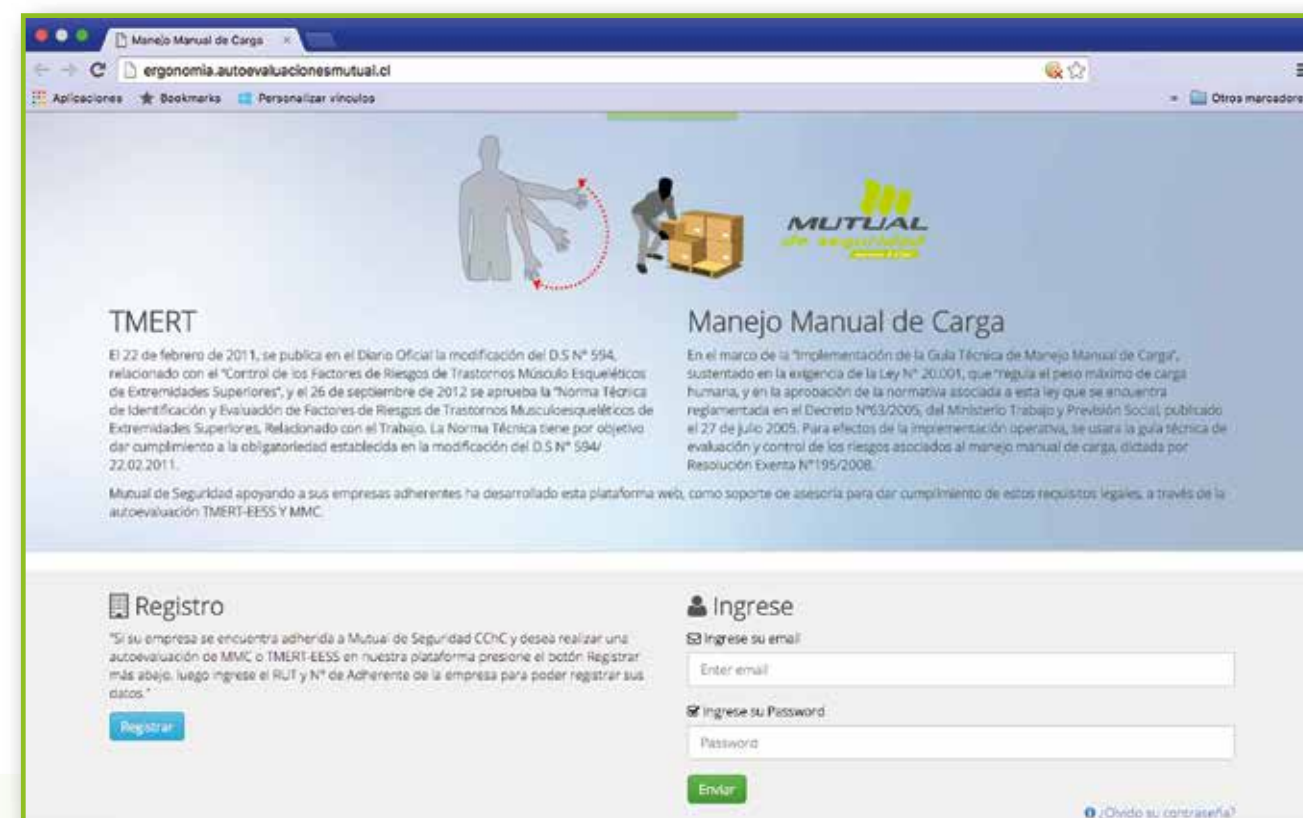 Manejo Manual de Carga
ergonomia.autoevaluacionesmutual.cl
Aplicaciones Bookmarks Personalizar vínculos
» Otros marcadore
MUTUAL
de seguridad
TMERT
El 22 de febrero de 2011, se publica en el Diario Oficial la modificación del D.S N° 594,
relacionado con el "Control de los Factores de Riesgos de Trastornos Músculo Esqueléticos
de Extremidades Superiores", y el 26 de septiembre de 2012 se aprueba la "Norma Técnica
de Identificación y Evaluación de Factores de Riesgos de Trastornos Musculoesqueléticos de
Extremidades Superiores, Relacionado con el Trabajo. La Norma Técnica tiene por objetivo
dar cumplimiento a la obligatoriedad establecida en la modificación del D.S N° 594/
22.02.2011.
Manejo Manual de Carga
En el marco de la "Implementación de la Guía Técnica de Manejo Manual de Carga",
sustentado en la exigencia de la Ley N° 20.001, que "regula el peso máximo de carga
humana, y en la aprobación de la normativa asociada a esta ley que se encuentra
reglamentada en el Decreto N°63/2005, del Ministerio Trabajo y Previsión Social, publicado
el 27 de julio 2005. Para efectos de la implementación operativa, se usara la guía técnica de
evaluación y control de los riesgos asociados al manejo manual de carga, dictada por
Resolución Exenta N°195/2008.
Mutual de Seguridad apoyando a sus empresas adherentes ha desarrollado esta plataforma web, como soporte de asesoría para dar cumplimiento de estos requisitos legales, a través de la
autoevaluación TMERT-EESS Y MMC.
Registro
"Si su empresa se encuentra adherida a Mutual de Seguridad CChC y desea realizar una
autoevaluación de MMC o TMERT-EESS en nuestra plataforma presione el botón Registrar
más abajo, luego ingrese el RUT y N° de Adherente de la empresa para poder registrar sus
datos."
Registrar
Ingrese
Ingrese su email
Enter email
Ingrese su Password
Password
Enviar
¿Olvido su contraseña?